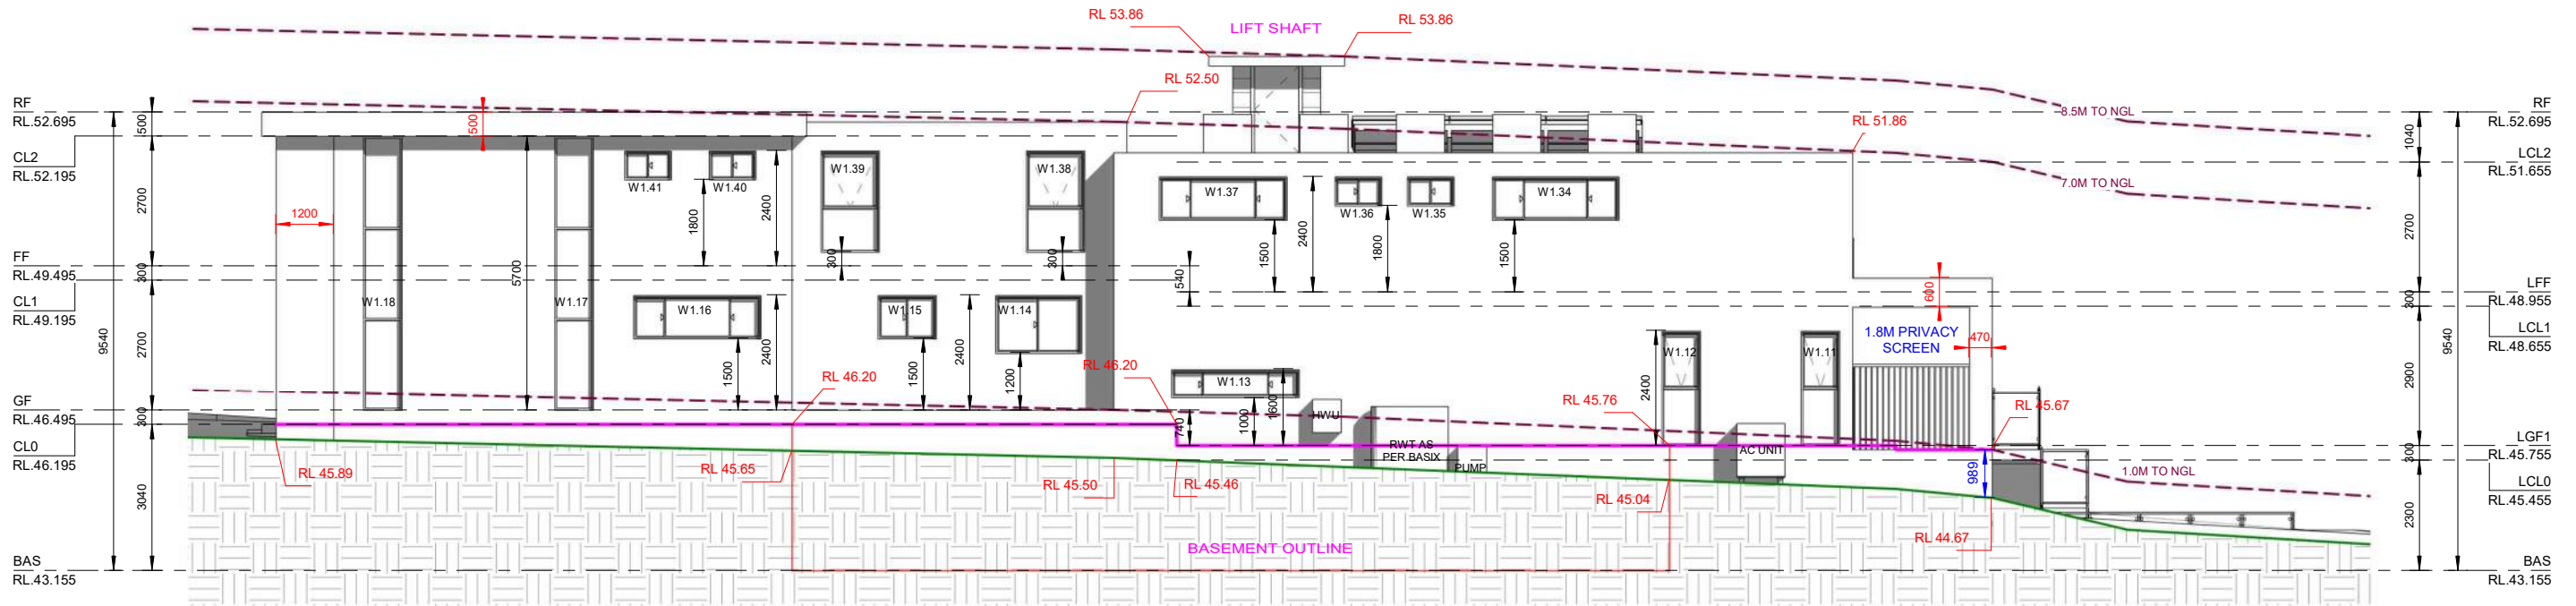 RL 53.86
LIFT SHAFT
RL 53.86
RL 52.50
8.5M TO NGL
7.0M TO NGL
RL 51.86
RF
RL.52.695
CL2
RL.52.195
FF
RL.49.495
CL1
RL.49.195
GF
RL.46.495
CL0
RL.46.195
BAS
RL.43.155
9540
500
2700
300
2700
300
3040
500
1200
5700
W1.18
W1.17
W1.41
W1.40
1800
2400
W1.39
W1.38
300
300
W1.16
W1.15
W1.14
1500
2400
1500
2400
1200
W1.37
W1.36
W1.35
W1.34
540
1500
2400
1800
1500
RL 46.20
RL 46.20
740
W1.13
1000
1600
HWU
RWT AS
PER BASIX
PUMP
2400
W1.12
W1.11
AC UNIT
600
1.8M PRIVACY
SCREEN
470
RL 45.76
RL 45.67
989
1.0M TO NGL
RL 45.89
RL 45.65
RL 45.50
RL 45.46
RL 45.04
RL 44.67
BASEMENT OUTLINE
1040
2700
300
2900
300
2300
9540
RF
RL.52.695
LCL2
RL.51.655
LFF
RL.48.955
LCL1
RL.48.655
LGF1
RL.45.755
LCL0
RL.45.455
BAS
RL.43.155